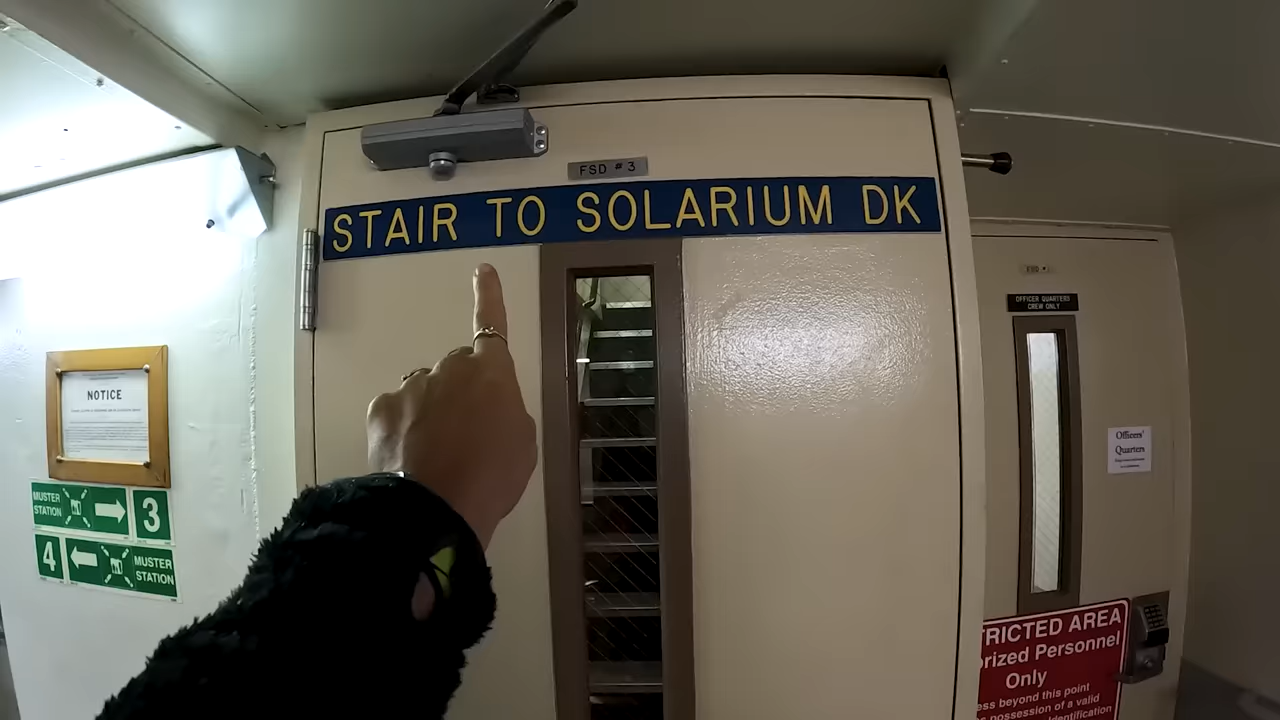 FSD #3
STAIR TO SOLARIUM DK
OFFICER QUARTERS
CREW ONLY
NOTICE
Officers'
Quarters
MUSTER
STATION
3
4
MUSTER
STATION
TRICTED AREA
orized Personnel
Only
ess beyond this point
possession of a valid
Identification